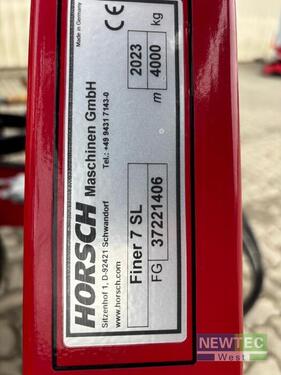 HORSCH
Maschinen GmbH
Sitzenhof 1, D-92421 Schwandorf
www.horsch.com Tel.: +49 9431 7143-0
Made in Germany
CE
Finer 7 SL 2023
FG 37221406 m 4000 kg
NEWTEC
West